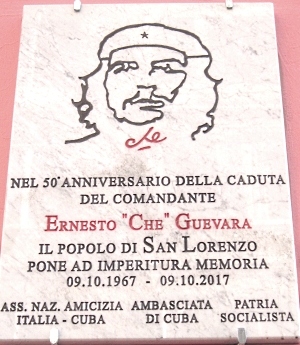 che
NEL 50° ANNIVERSARIO DELLA CADUTA
DEL COMANDANTE
ERNESTO "CHE" GUEVARA
IL POPOLO DI SAN LORENZO
PONE AD IMPERITURA MEMORIA
09.10.1967 - 09.10.2017
ASS. NAZ. AMICIZIA AMBASCIATA PATRIA
ITALIA - CUBA DI CUBA SOCIALISTA